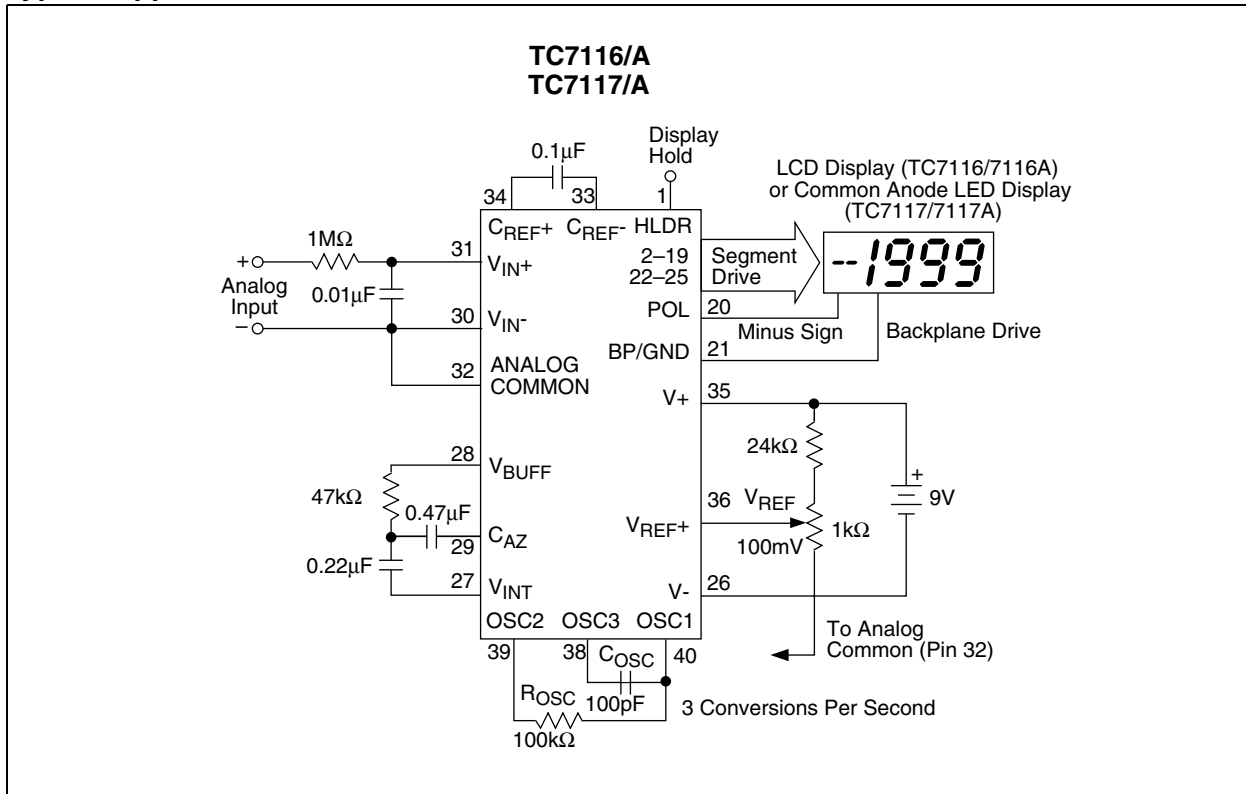 TC7116/A
TC7117/A
Display
Hold
0.1μF
LCD Display (TC7116/7116A)
or Common Anode LED Display
(TC7117/7117A)
34
33
1
CREF+
CREF-
HLDR
1MΩ
31
VIN+
2–19
22–25
Segment
Drive
-1999
+
Analog
Input
–
0.01μF
30
VIN-
POL
20
Minus Sign
Backplane Drive
BP/GND
21
32
ANALOG
COMMON
V+
35
24kΩ
28
VBUFF
+
9V
47kΩ
36
VREF
0.47μF
VREF+
100mV
1kΩ
29
CAZ
0.22μF
27
VINT
V-
26
OSC2
OSC3
OSC1
To Analog
Common (Pin 32)
39
38
COSC
40
ROSC
100pF
3 Conversions Per Second
100kΩ